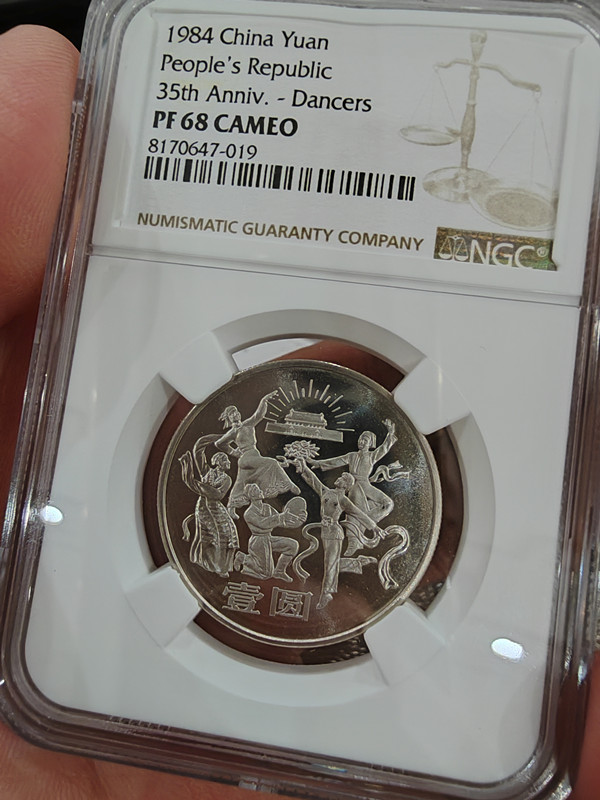 1984 China Yuan
People's Republic
35th Anniv. - Dancers
PF 68 CAMEO
8170647-019
NUMISMATIC GUARANTY COMPANY
NGC®
壹圆